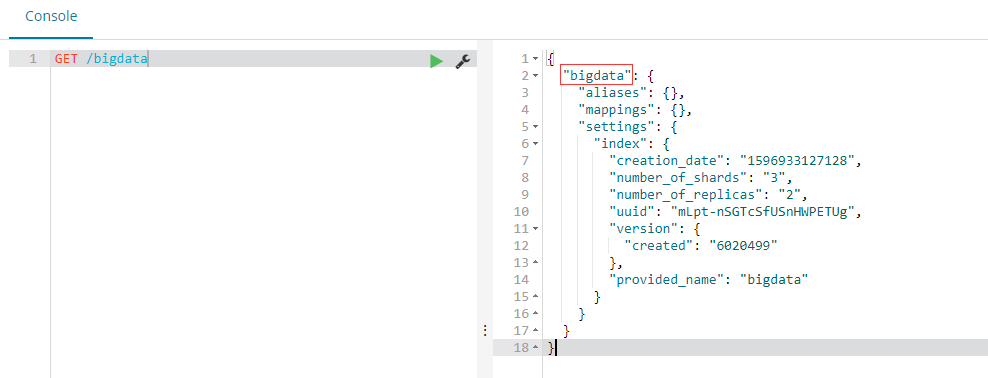 Console
1 GET /bigdata
1 {
2 "bigdata": {
3 "aliases": {},
4 "mappings": {},
5 "settings": {
6 "index": {
7 "creation_date": "1596933127128",
8 "number_of_shards": "3",
9 "number_of_replicas": "2",
10 "uuid": "mLpt-nSGTcSfUSnHWPETUg",
11 "version": {
12 "created": "6020499"
13 },
14 "provided_name": "bigdata"
15 }
16 }
17 }
18 }